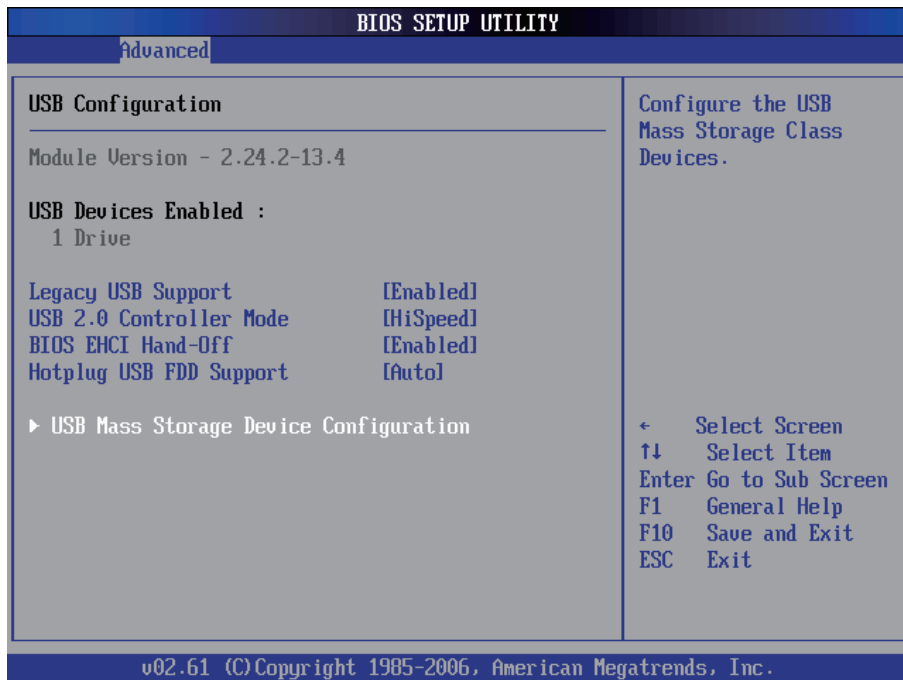 BIOS SETUP UTILITY
Advanced
USB Configuration
Module Version - 2.24.2-13.4
USB Devices Enabled :
1 Drive
Legacy USB Support [Enabled]
USB 2.0 Controller Mode [HiSpeed]
BIOS EHCI Hand-Off [Enabled]
Hotplug USB FDD Support [Auto]
▶ USB Mass Storage Device Configuration
Configure the USB
Mass Storage Class
Devices.
← Select Screen
↑↓ Select Item
Enter Go to Sub Screen
F1 General Help
F10 Save and Exit
ESC Exit
v02.61 (C)Copyright 1985-2006, American Megatrends, Inc.